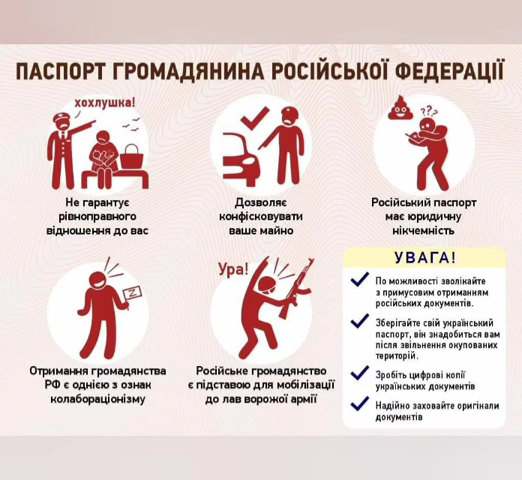 ПАСПОРТ ГРОМАДЯНИНА РОСІЙСЬКОЇ ФЕДЕРАЦІЇ
хохлушка!
???
Не гарантує
рівноправного
відношення до вас
Дозволяє
конфісковувати
ваше майно
Російський паспорт
має юридичну
нікчемність
Ура!
Z
Отримання громадянства
РФ є однією з ознак
колабораціонізму
Російське громадянство
є підставою для мобілізації
до лав ворожої армії
УВАГА!
По можливості зволікайте
з примусовим отриманням
російських документів.
Зберігайте свій український
паспорт, він знадобиться вам
після звільнення окупованих
територій.
Зробіть цифрові копії
українських документів
Надійно заховайте оригінали
документів